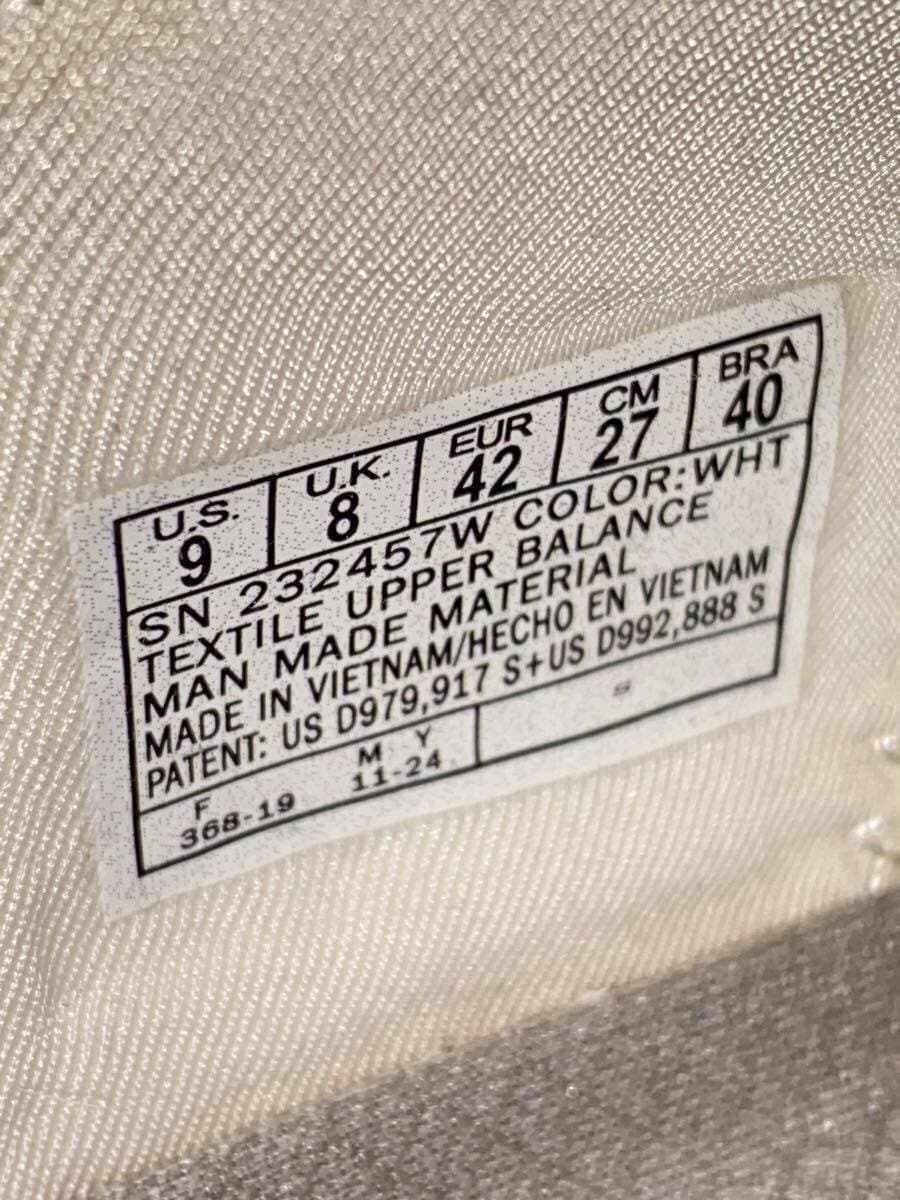 U.S. U.K. EUR CM BRA
9 8 42 27 40
SN 232457W COLOR:WHT
TEXTILE UPPER BALANCE
MAN MADE MATERIAL
MADE IN VIETNAM/HECHO EN VIETNAM
PATENT: US D979,917 S+US D992,888 S
F M Y
368-19 11-24